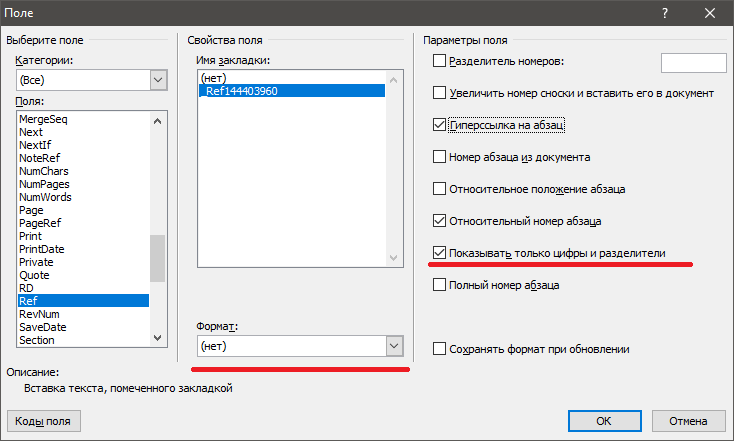 Поле
Выберите поле
Категории:
(Все)
Поля:
MergeSeq
Next
NextIf
NoteRef
NumChars
NumPages
NumWords
Page
PageRef
Print
PrintDate
Private
Quote
RD
Ref
RevNum
SaveDate
Section
Свойства поля
Имя закладки:
(нет)
_Ref144403960
Формат:
(нет)
Параметры поля
Разделитель номеров:
Увеличить номер сноски и вставить его в документ
Гиперссылка на абзац
Номер абзаца из документа
Относительное положение абзаца
Относительный номер абзаца
Показывать только цифры и разделители
Полный номер абзаца
Сохранять формат при обновлении
Описание:
Вставка текста, помеченного закладкой
Коды поля
ОК
Отмена